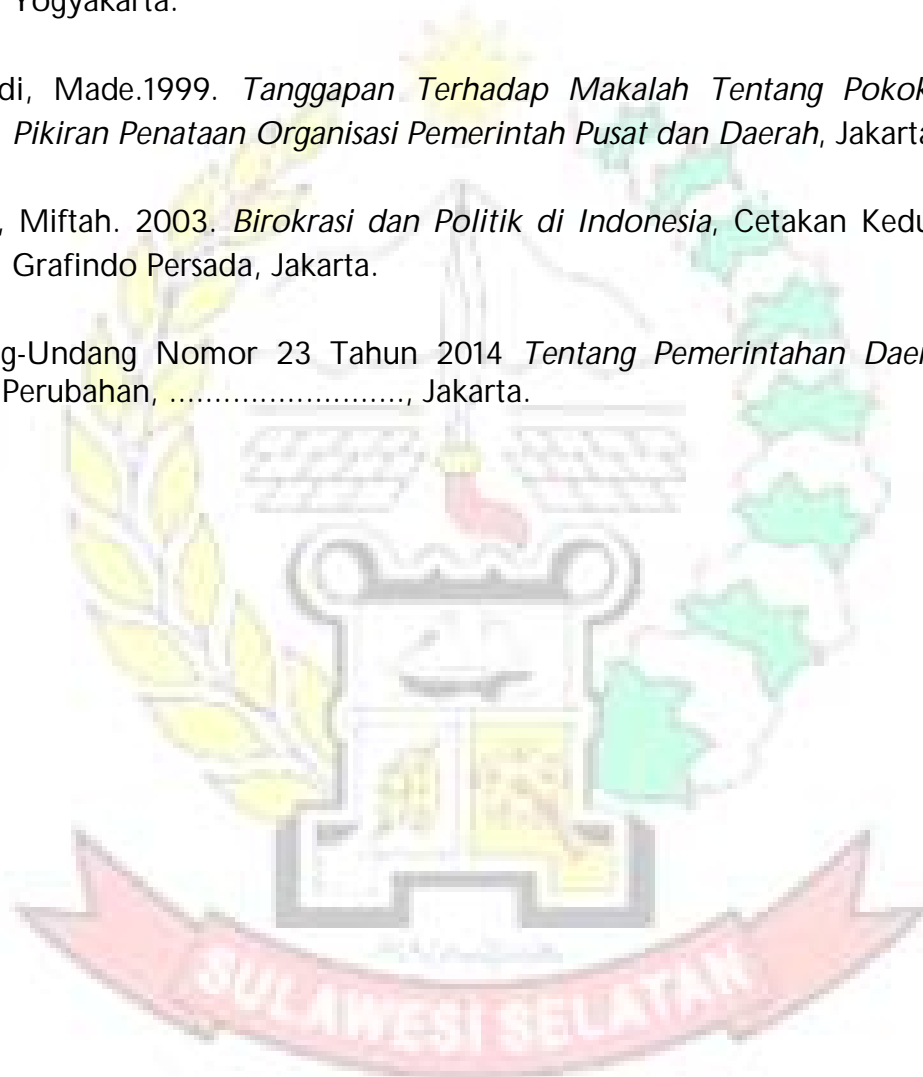 Yogyakarta.
di, Made.1999. Tanggapan Terhadap Makalah Tentang Pokok
Pikiran Penataan Organisasi Pemerintah Pusat dan Daerah, Jakarta
, Miftah. 2003. Birokrasi dan Politik di Indonesia, Cetakan Kedu
Grafindo Persada, Jakarta.
g-Undang Nomor 23 Tahun 2014 Tentang Pemerintahan Daer
Perubahan, .........................., Jakarta.
SULAWESI SELATAN